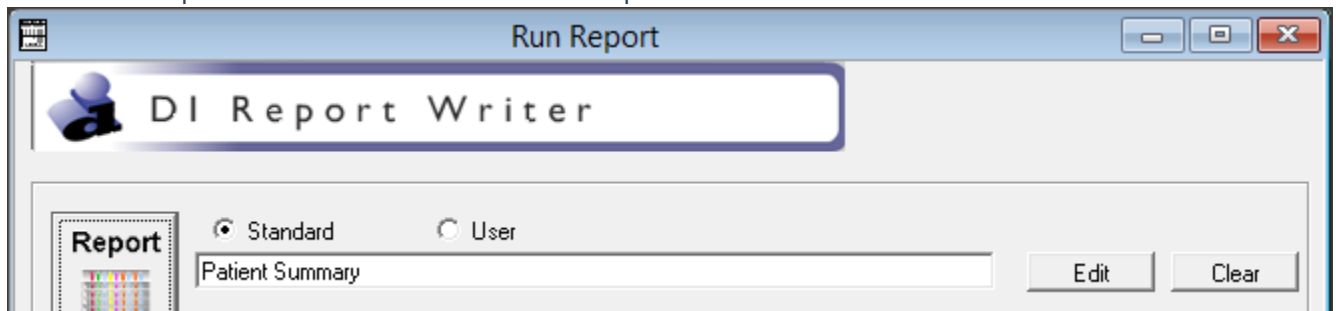 Run Report
DI Report Writer
Report
Standard
User
Patient Summary
Edit
Clear